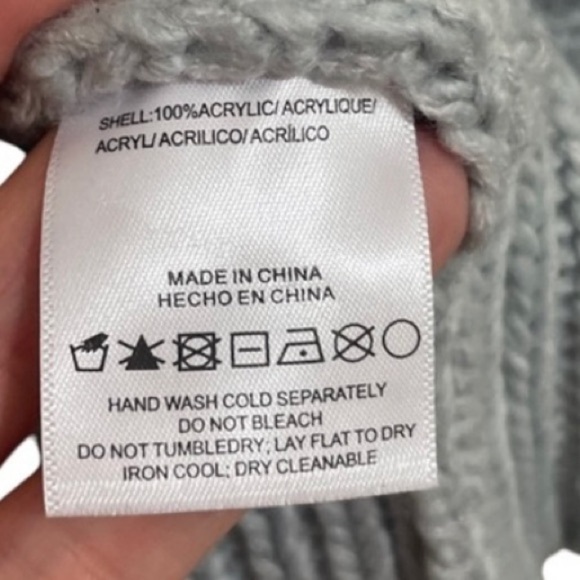 SHELL:100%ACRYLIC/ ACRYLIQUE/
ACRYL/ ACRILICO/ ACRÍLICO
MADE IN CHINA
HECHO EN CHINA
HAND WASH COLD SEPARATELY
DO NOT BLEACH
DO NOT TUMBLEDRY; LAY FLAT TO DRY
IRON COOL; DRY CLEANABLE